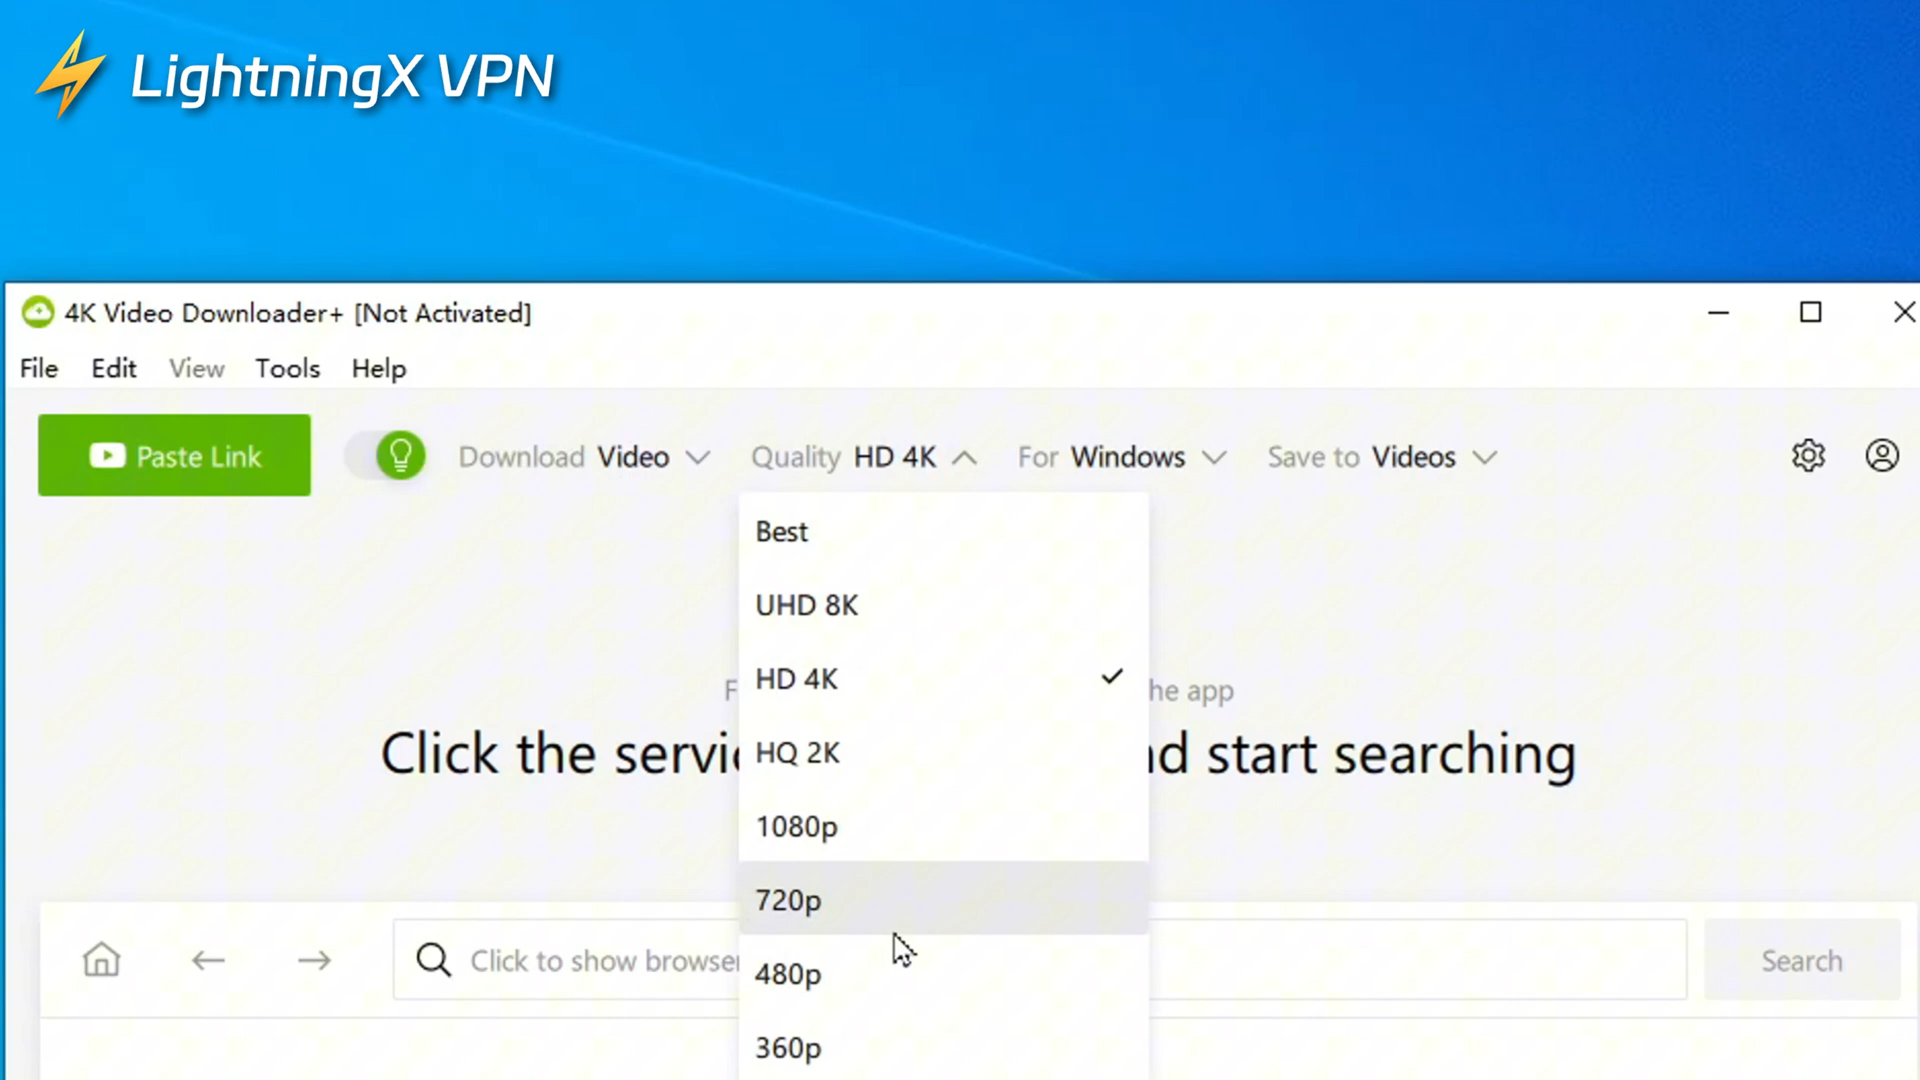 LightningX VPN
4K Video Downloader+ [Not Activated]
File Edit View Tools Help
Paste Link Download Video Quality HD 4K For Windows Save to Videos
Best
UHD 8K
HD 4K
he app
Click the servi nd start searching
HQ 2K
1080p
720p
Click to show browser Search
480p
360p